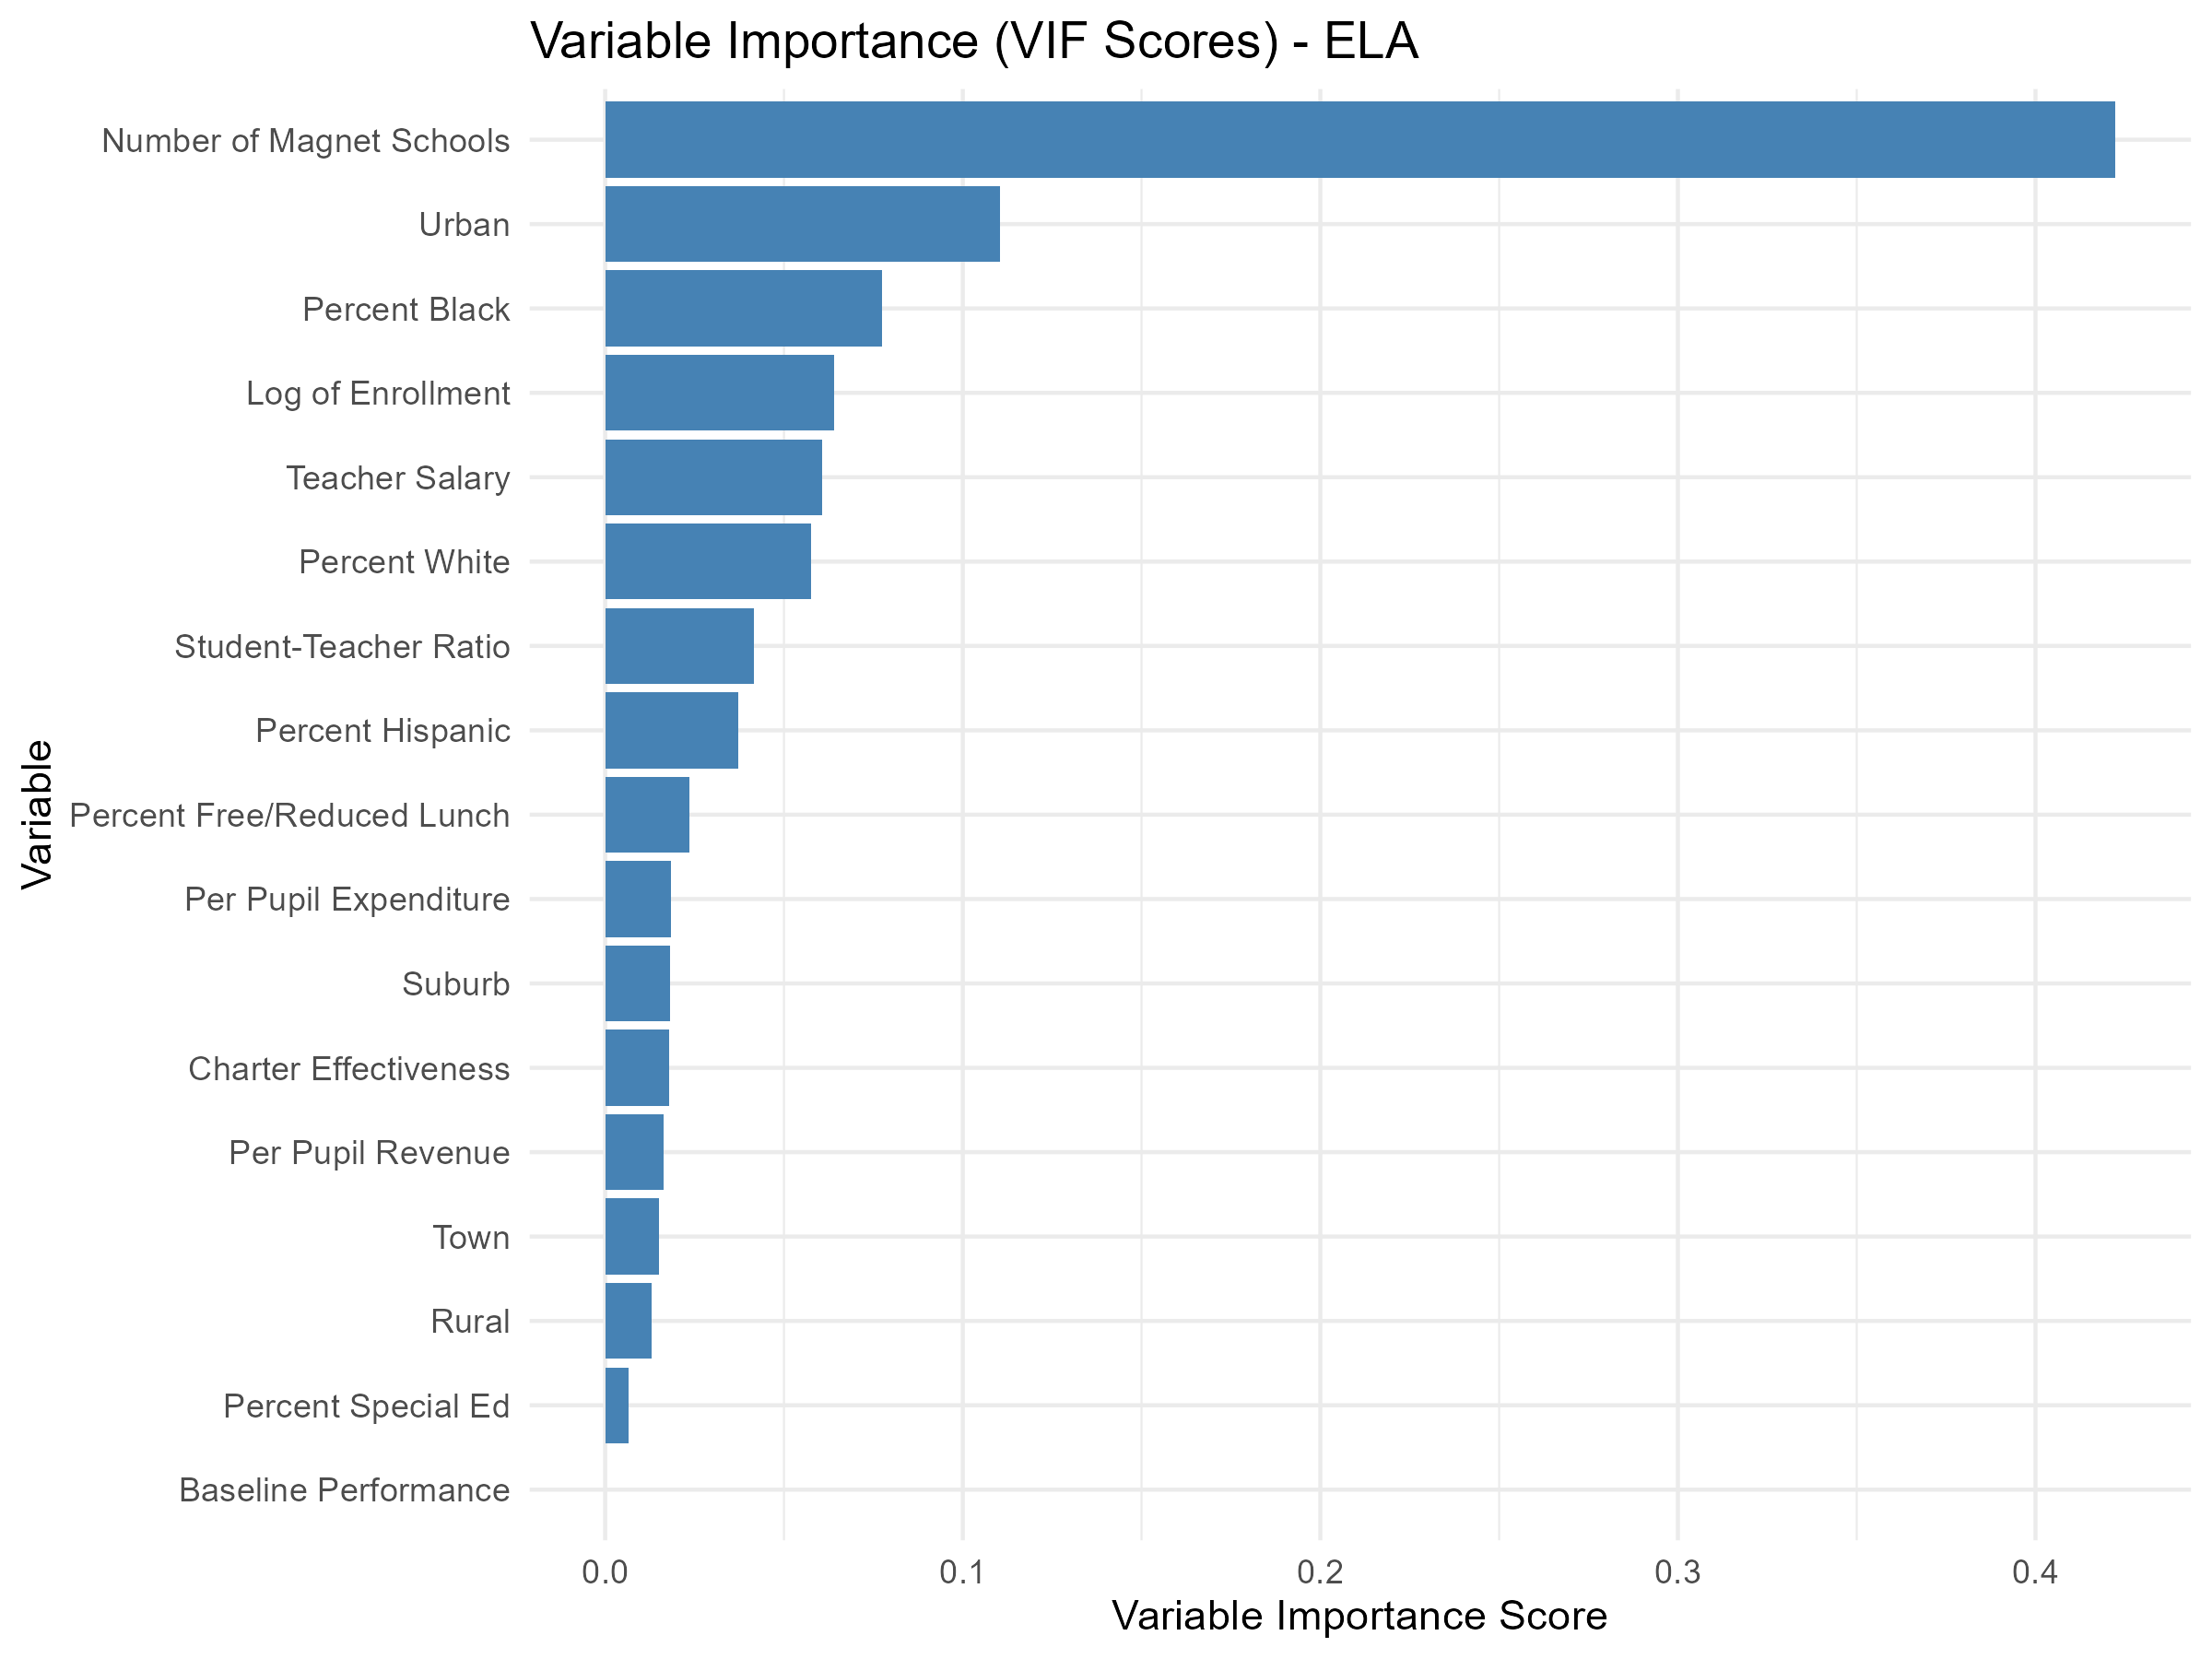 Variable Importance (VIF Scores) - ELA
Number of Magnet Schools
Urban
Percent Black
Log of Enrollment
Teacher Salary
Percent White
Student-Teacher Ratio
Percent Hispanic
Percent Free/Reduced Lunch
Per Pupil Expenditure
Suburb
Charter Effectiveness
Per Pupil Revenue
Town
Rural
Percent Special Ed
Baseline Performance
Variable
0.0 0.1 0.2 0.3 0.4
Variable Importance Score